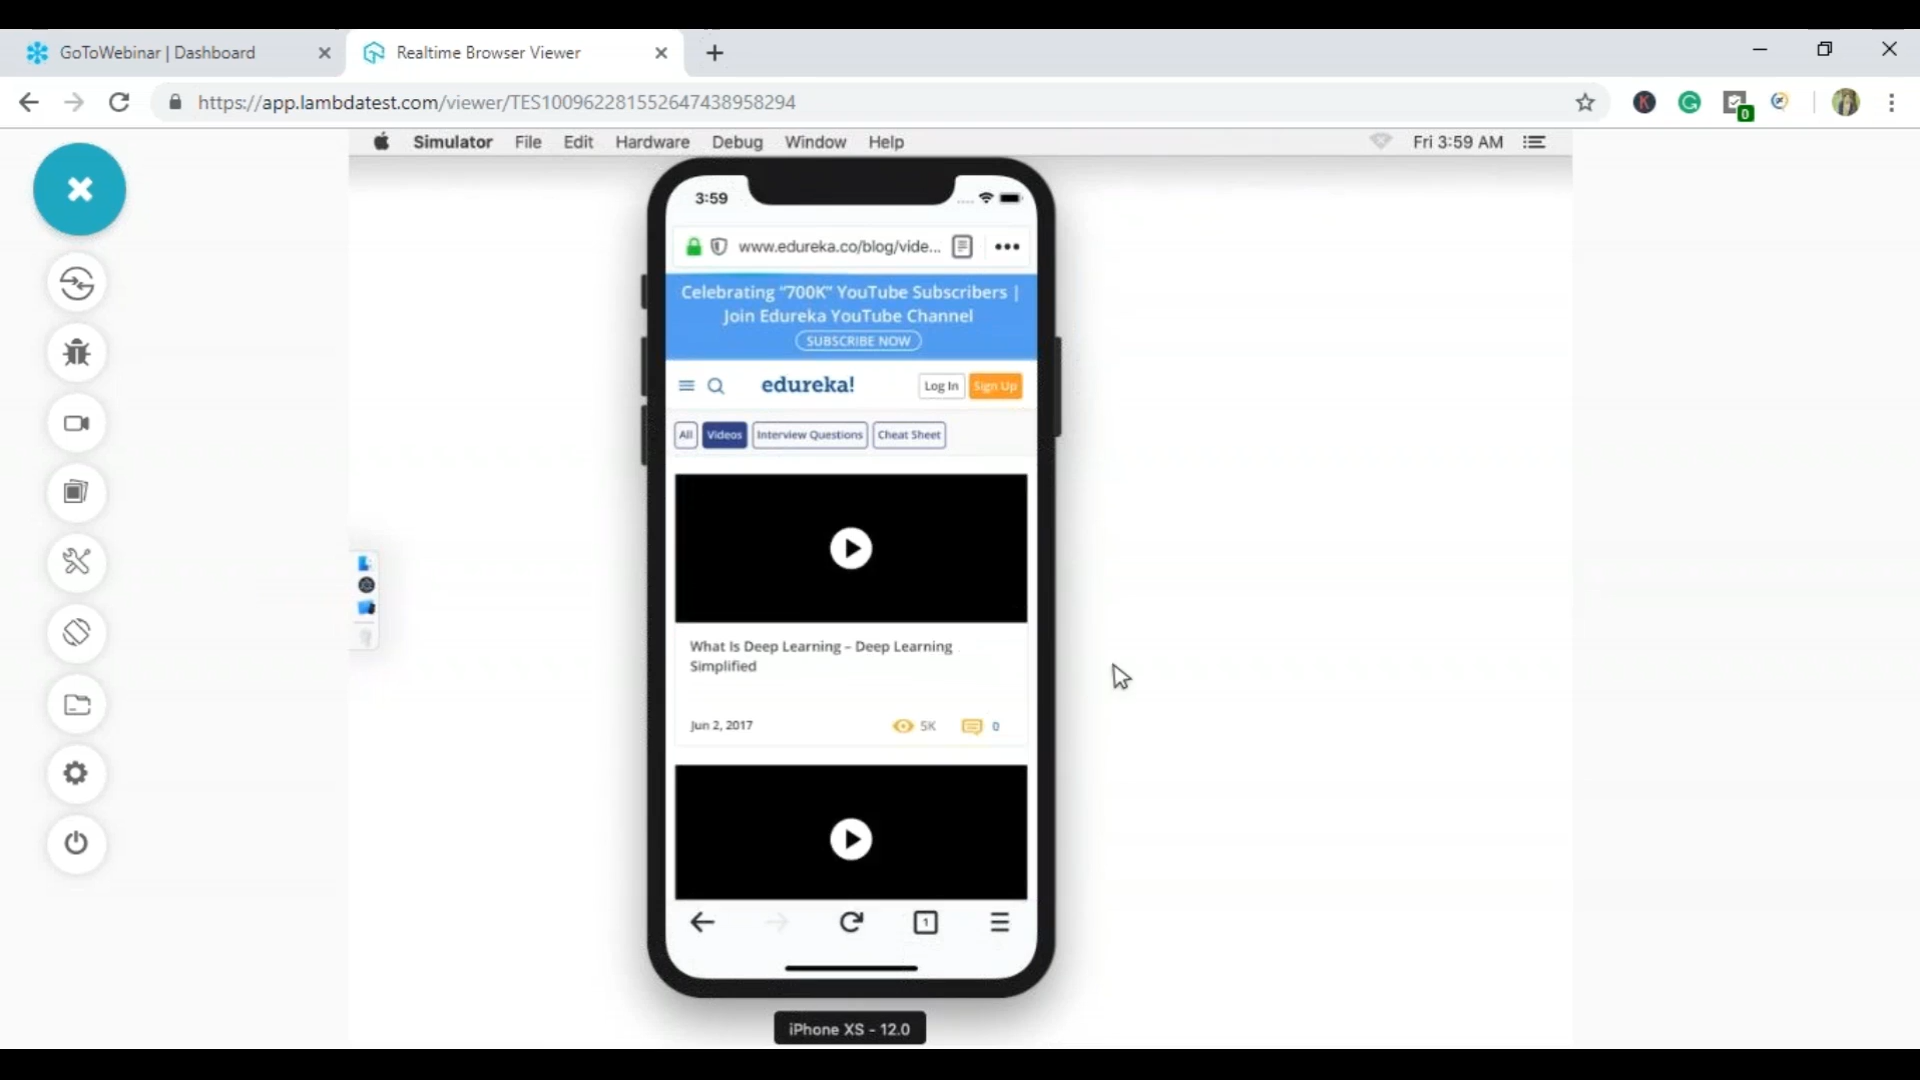 GoToWebinar | Dashboard
Realtime Browser Viewer
https://app.lambdatest.com/viewer/TES100962281552647438958294
0
Simulator File Edit Hardware Debug Window Help
Fri 3:59 AM
3:59
www.edureka.co/blog/vide...
Celebrating “700K” YouTube Subscribers |
Join Edureka YouTube Channel
SUBSCRIBE NOW
edureka!
Log In
Sign Up
All
Videos
Interview Questions
Cheat Sheet
What Is Deep Learning – Deep Learning
Simplified
Jun 2, 2017
5K
0
1
iPhone XS - 12.0